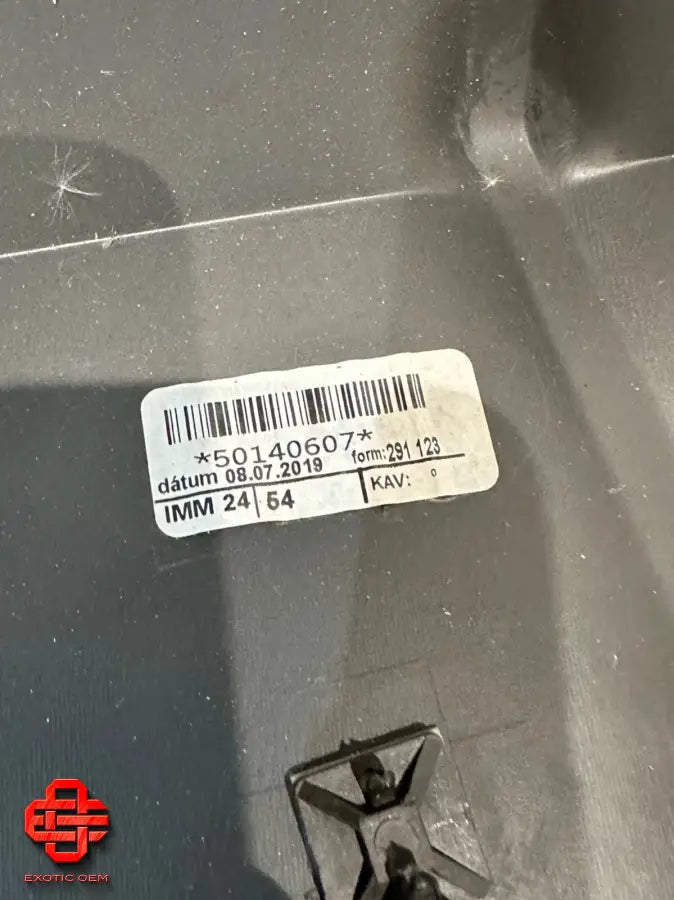 *50140607*
dátum 08.07.2019 form:291 123
IMM 24 54 KAV: 0
EXOTIC OEM